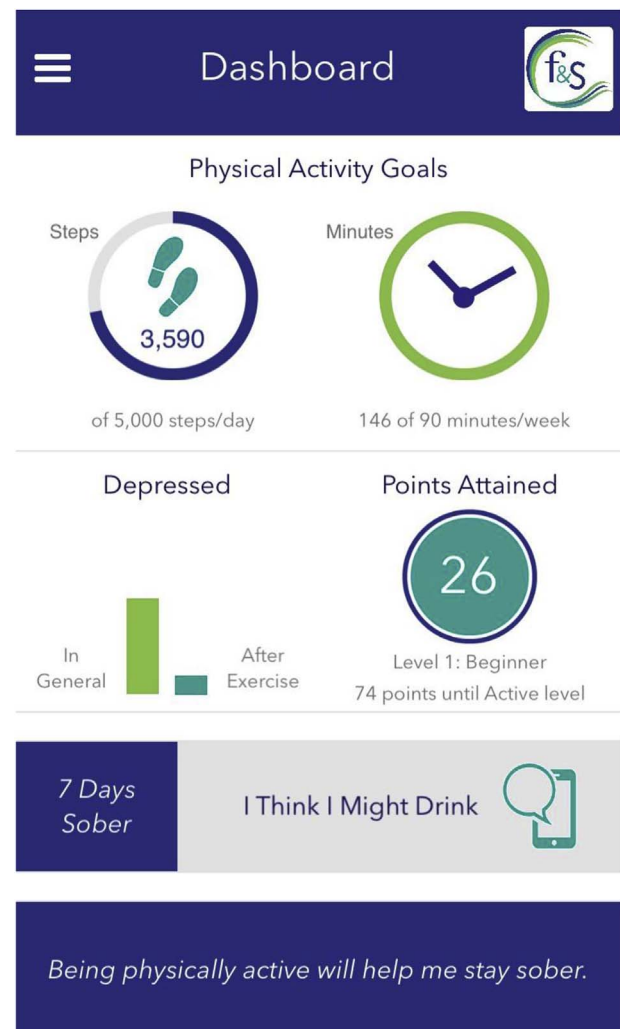 Dashboard
f&s
Physical Activity Goals
Steps
Minutes
3,590
of 5,000 steps/day
146 of 90 minutes/week
Depressed
Points Attained
26
In
General
After
Exercise
Level 1: Beginner
74 points until Active level
7 Days
Sober
I Think I Might Drink
Being physically active will help me stay sober.